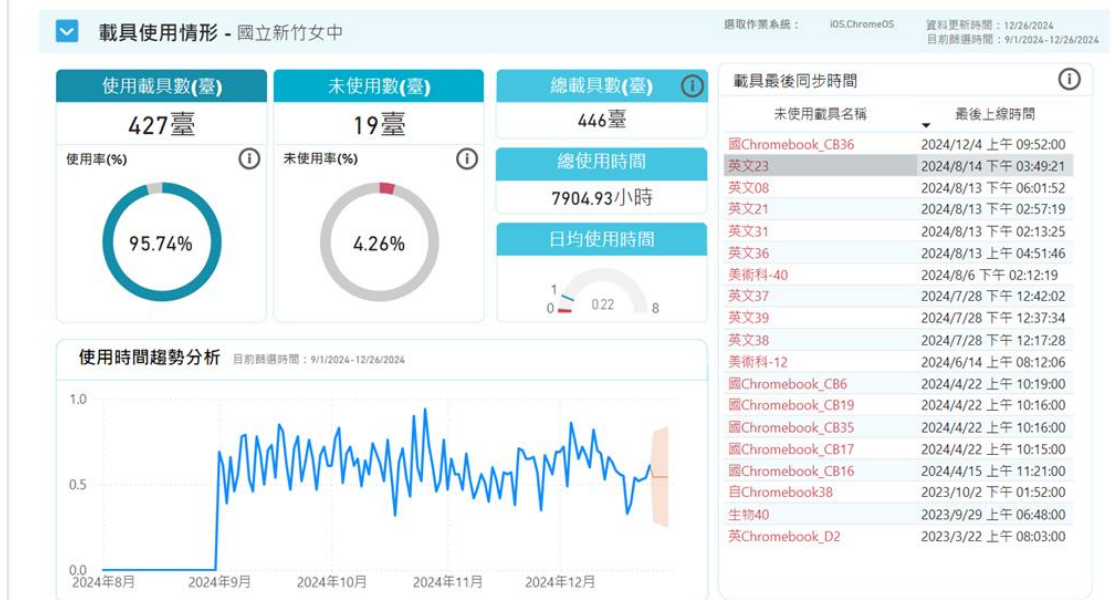 載具使用情形 - 國立新竹女中
選取作業系統： iOS,ChromeOS
資料更新時間：12/26/2024
目前篩選時間：9/1/2024-12/26/2024
使用載具數(臺)
427臺
使用率(%)
95.74%
未使用數(臺)
19臺
未使用率(%)
4.26%
總載具數(臺)
446臺
總使用時間
7904.93小時
日均使用時間
1
0
0.22
8
使用時間趨勢分析 目前篩選時間：9/1/2024-12/26/2024
1.0
0.5
0.0
2024年8月 2024年9月 2024年10月 2024年11月 2024年12月
載具最後同步時間
未使用載具名稱 最後上線時間
國Chromebook_CB36 2024/12/4 上午 09:52:00
英文23 2024/8/14 下午 03:49:21
英文08 2024/8/13 下午 06:01:52
英文21 2024/8/13 下午 02:57:19
英文31 2024/8/13 下午 02:13:25
英文36 2024/8/13 上午 04:51:46
美術科-40 2024/8/6 下午 02:12:19
英文37 2024/7/28 下午 12:42:02
英文39 2024/7/28 下午 12:37:34
英文38 2024/7/28 下午 12:17:28
美術科-12 2024/6/14 上午 08:12:06
國Chromebook_CB6 2024/4/22 上午 10:19:00
國Chromebook_CB19 2024/4/22 上午 10:16:00
國Chromebook_CB35 2024/4/22 上午 10:16:00
國Chromebook_CB17 2024/4/22 上午 10:15:00
國Chromebook_CB16 2024/4/15 上午 11:21:00
自Chromebook38 2023/10/2 下午 01:52:00
生物40 2023/9/29 上午 06:48:00
英Chromebook_D2 2023/3/22 上午 08:03:00